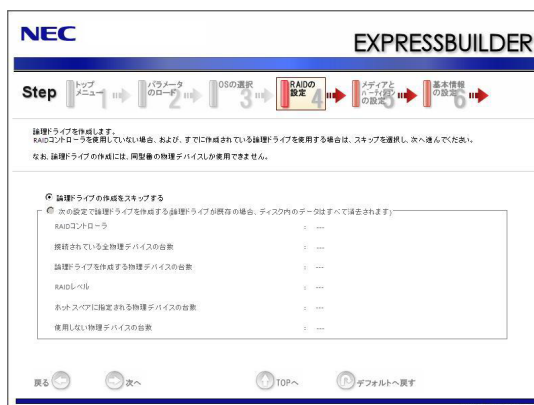 NEC
EXPRESSBUILDER
Step
トップメニュー 1
パラメータのロード 2
OSの選択 3
RAIDの設定 4
メディアとパーティションの設定 5
基本情報の設定 6
論理ドライブを作成します。
RAIDコントローラを使用していない場合、および、すでに作成されている論理ドライブを使用する場合は、スキップを選択し、次へ進んでください。
なお、論理ドライブの作成には、同型番の物理デバイスしか使用できません。
論理ドライブの作成をスキップする
次の設定で論理ドライブを作成する(論理ドライブが既存の場合、ディスク内のデータはすべて消去されます)
RAIDコントローラ : ---
接続されている全物理デバイスの台数 : ---
論理ドライブを作成する物理デバイスの台数 : ---
RAIDレベル : ---
ホットスペアに指定される物理デバイスの台数 : ---
使用しない物理デバイスの台数 : ---
戻る 次へ TOPへ デフォルトへ戻す